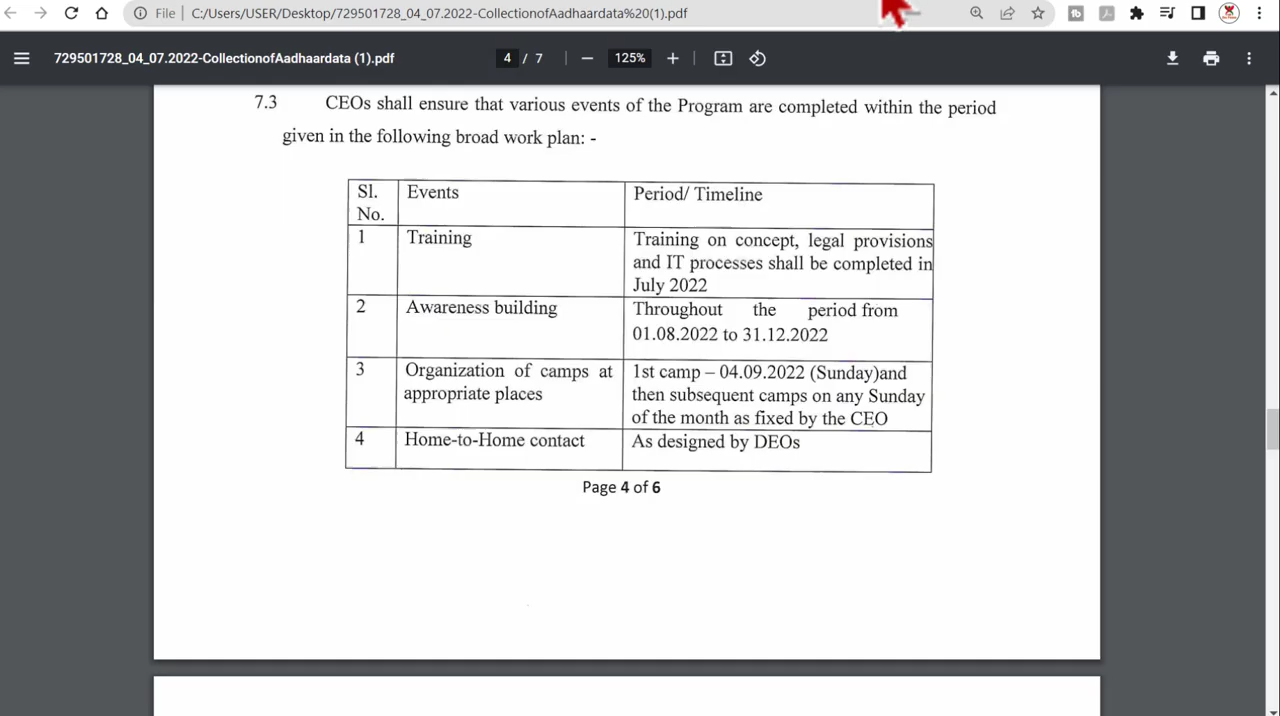 File C:/Users/USER/Desktop/729501728_04_07.2022-CollectionofAadhaardata%20(1).pdf
729501728_04_07.2022-CollectionofAadhaardata (1).pdf
4 / 7
125%
7.3 CEOs shall ensure that various events of the Program are completed within the period
given in the following broad work plan: -
Sl. No. Events Period/ Timeline
1 Training Training on concept, legal provisions
and IT processes shall be completed in
July 2022
2 Awareness building Throughout the period from
01.08.2022 to 31.12.2022
3 Organization of camps at appropriate places 1st camp – 04.09.2022 (Sunday)and
then subsequent camps on any Sunday
of the month as fixed by the CEO
4 Home-to-Home contact As designed by DEOs
Page 4 of 6